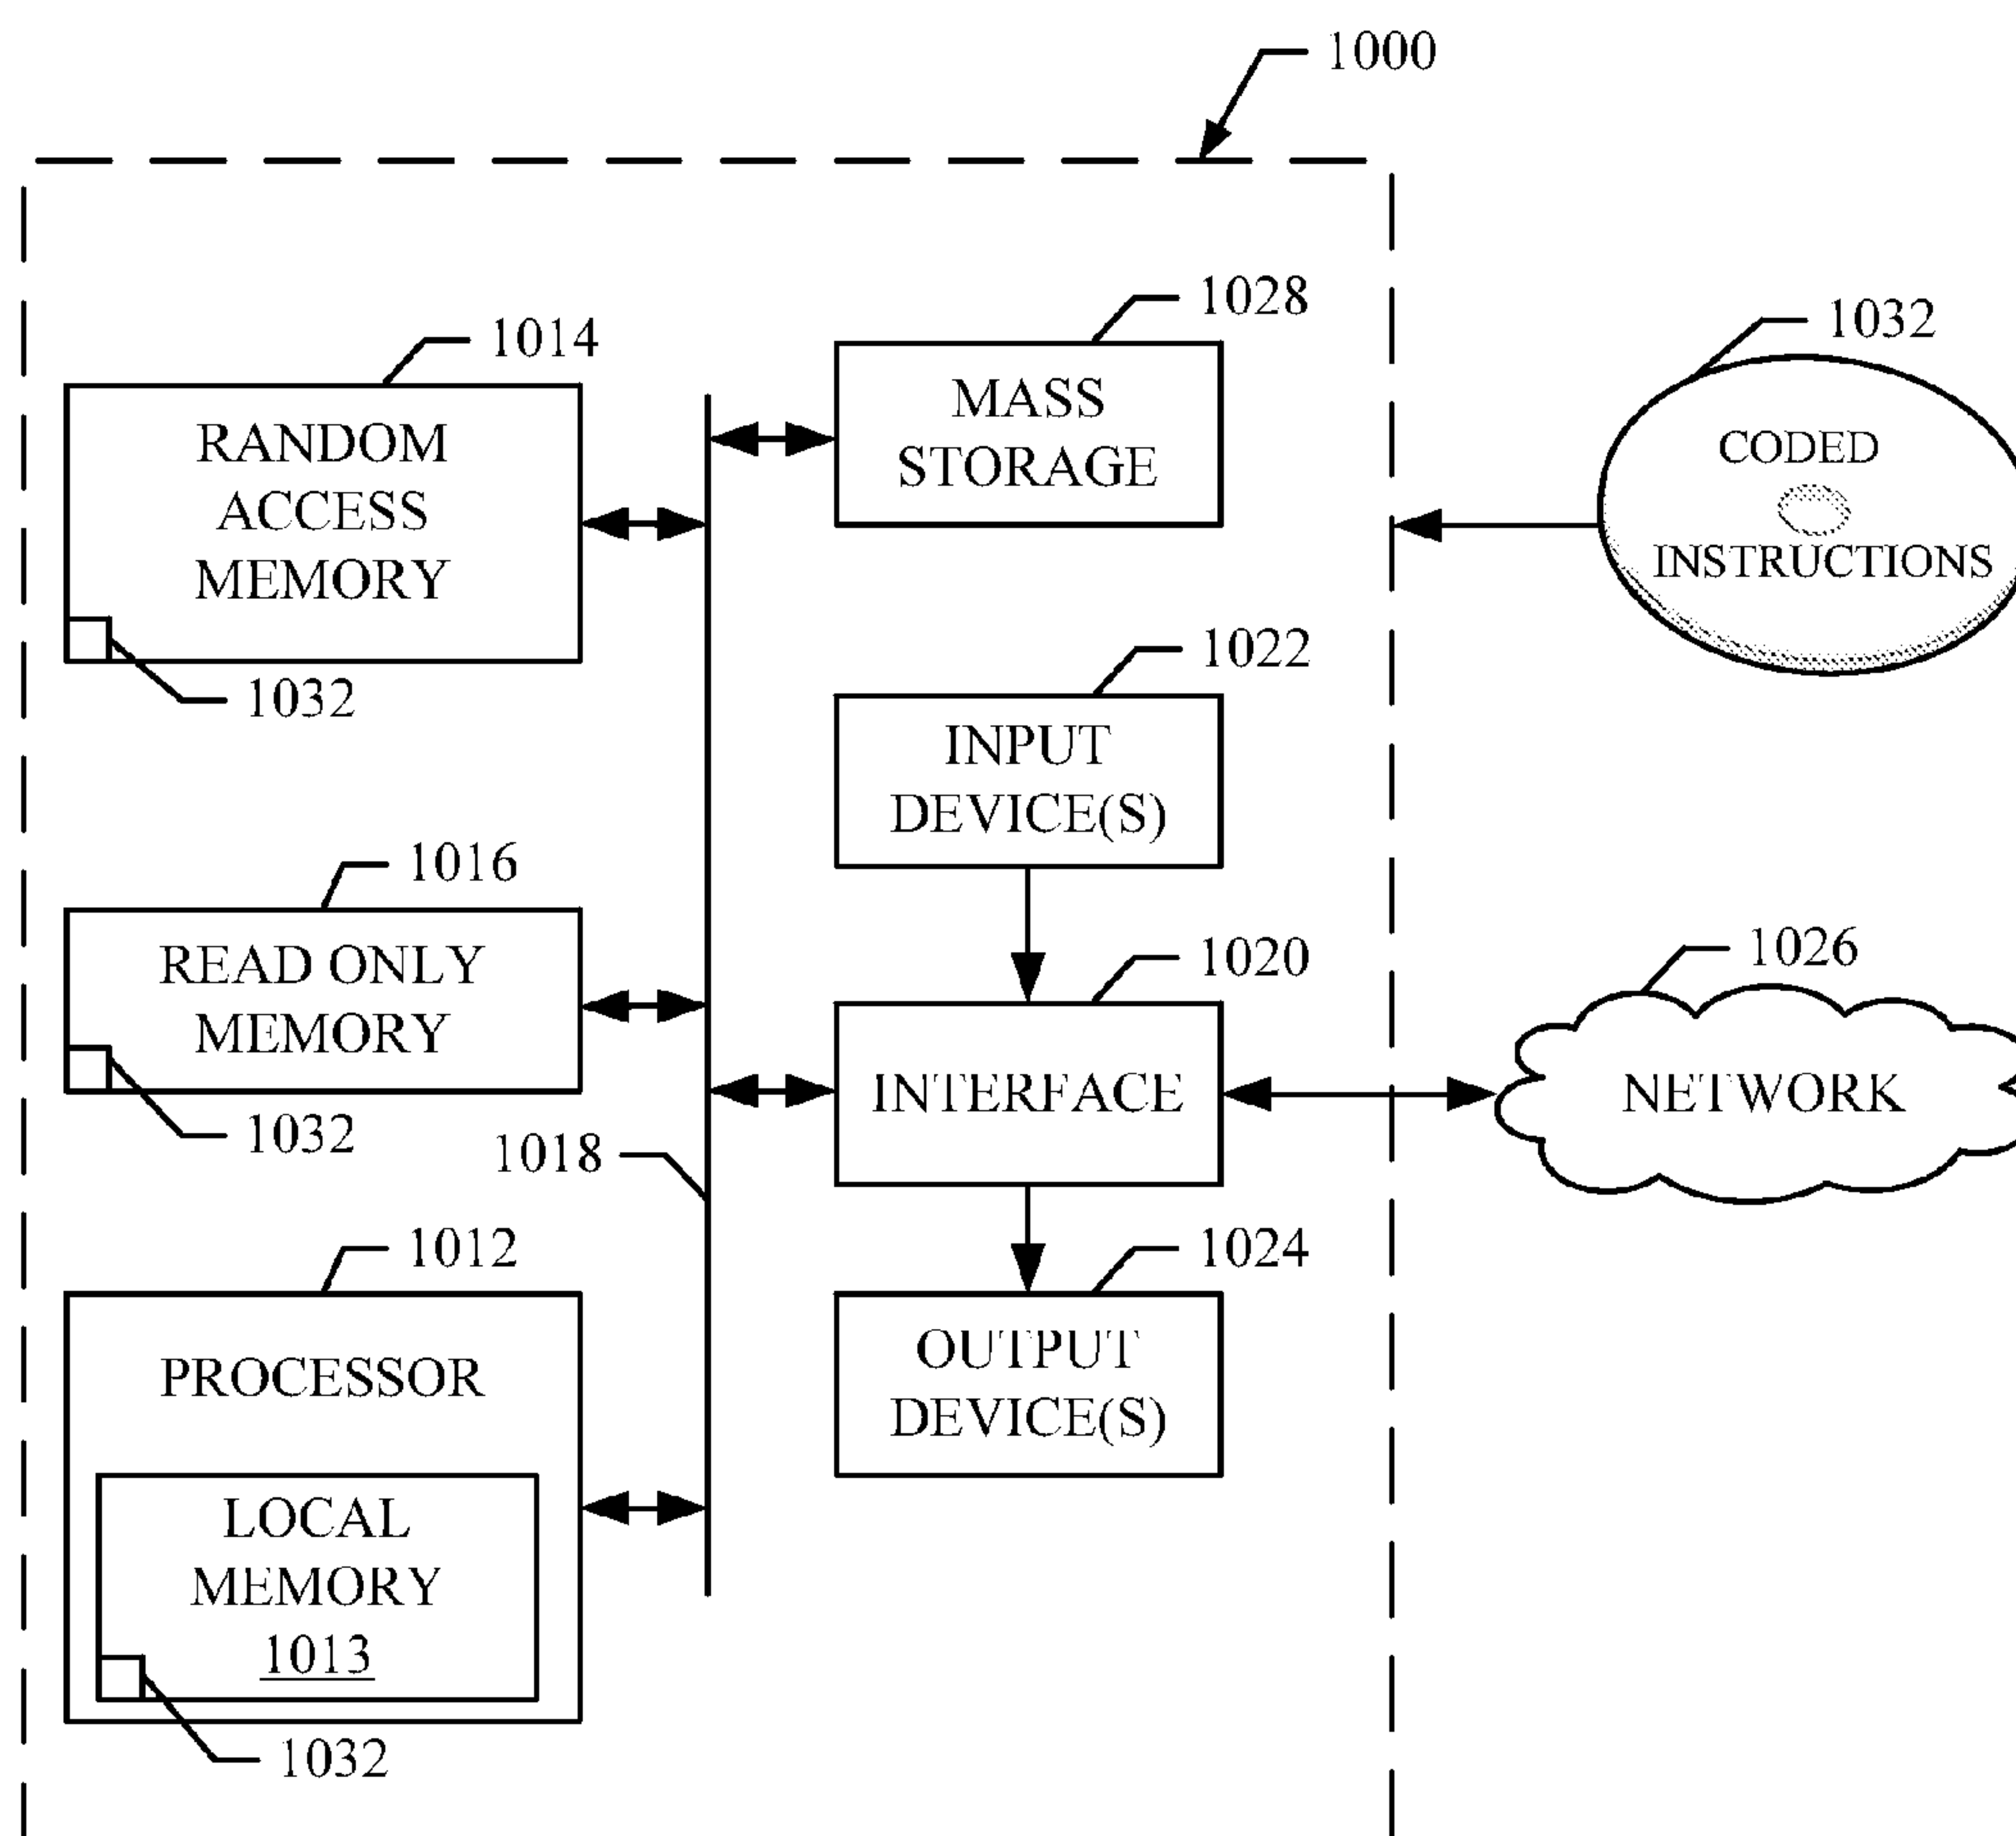 1000
1028
1014
1032
MASS
STORAGE
RANDOM
ACCESS
MEMORY
CODED
INSTRUCTIONS
1032
1022
INPUT
DEVICE(S)
1016
READ ONLY
MEMORY
1020
1026
INTERFACE
NETWORK
1032
1018
1012
1024
PROCESSOR
OUTPUT
DEVICE(S)
LOCAL
MEMORY
1013
1032